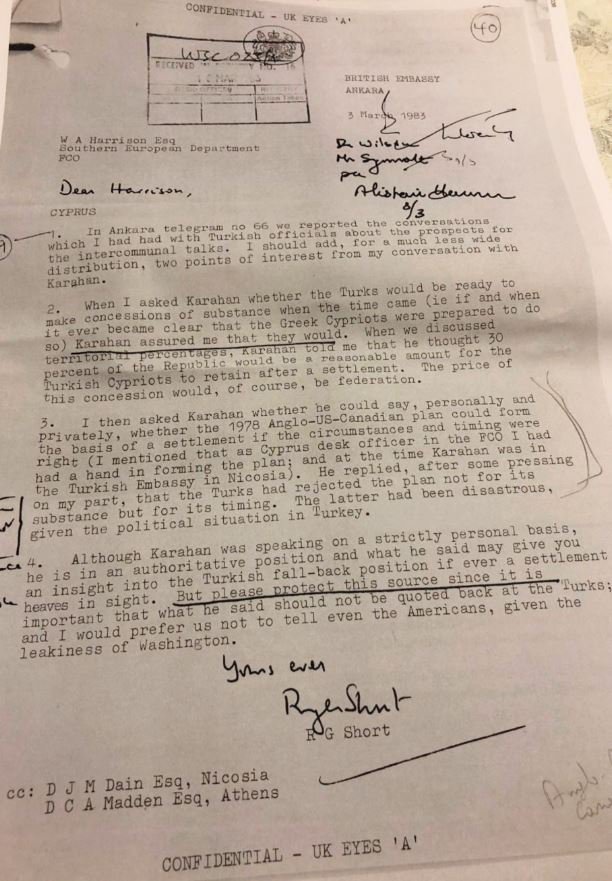 CONFIDENTIAL - UK EYES 'A'
40
WSC 023/1
RECEIVED
BRITISH EMBASSY
ANKARA
3 March 1983
W A Harrison Esq
Southern European Department
FCO
Dr Wilson
Mr Synnott
pa
Alistair
8/3
Dear Harrison,
CYPRUS
1. In Ankara telegram no 66 we reported the conversations
which I had had with Turkish officials about the prospects for
the intercommunal talks. I should add, for a much less wide
distribution, two points of interest from my conversation with
Karahan.
2. When I asked Karahan whether the Turks would be ready to
make concessions of substance when the time came (ie if and when
it ever became clear that the Greek Cypriots were prepared to do
so) Karahan assured me that they would. When we discussed
territorial percentages, Karahan told me that he thought 30
percent of the Republic would be a reasonable amount for the
Turkish Cypriots to retain after a settlement. The price of
this concession would, of course, be federation.
3. I then asked Karahan whether he could say, personally and
privately, whether the 1978 Anglo-US-Canadian plan could form
the basis of a settlement if the circumstances and timing were
right (I mentioned that as Cyprus desk officer in the FCO I had
had a hand in forming the plan; and at the time Karahan was in
the Turkish Embassy in Nicosia). He replied, after some pressing
on my part, that the Turks had rejected the plan not for its
substance but for its timing. The latter had been disastrous,
given the political situation in Turkey.
4. Although Karahan was speaking on a strictly personal basis,
he is in an authoritative position and what he said may give you
an insight into the Turkish fall-back position if ever a settlement
heaves in sight. But please protect this source since it is
important that what he said should not be quoted back at the Turks;
and I would prefer us not to tell even the Americans, given the
leakiness of Washington.
Yours ever
Roger Short
R G Short
cc: D J M Dain Esq, Nicosia
D C A Madden Esq, Athens
CONFIDENTIAL - UK EYES 'A'